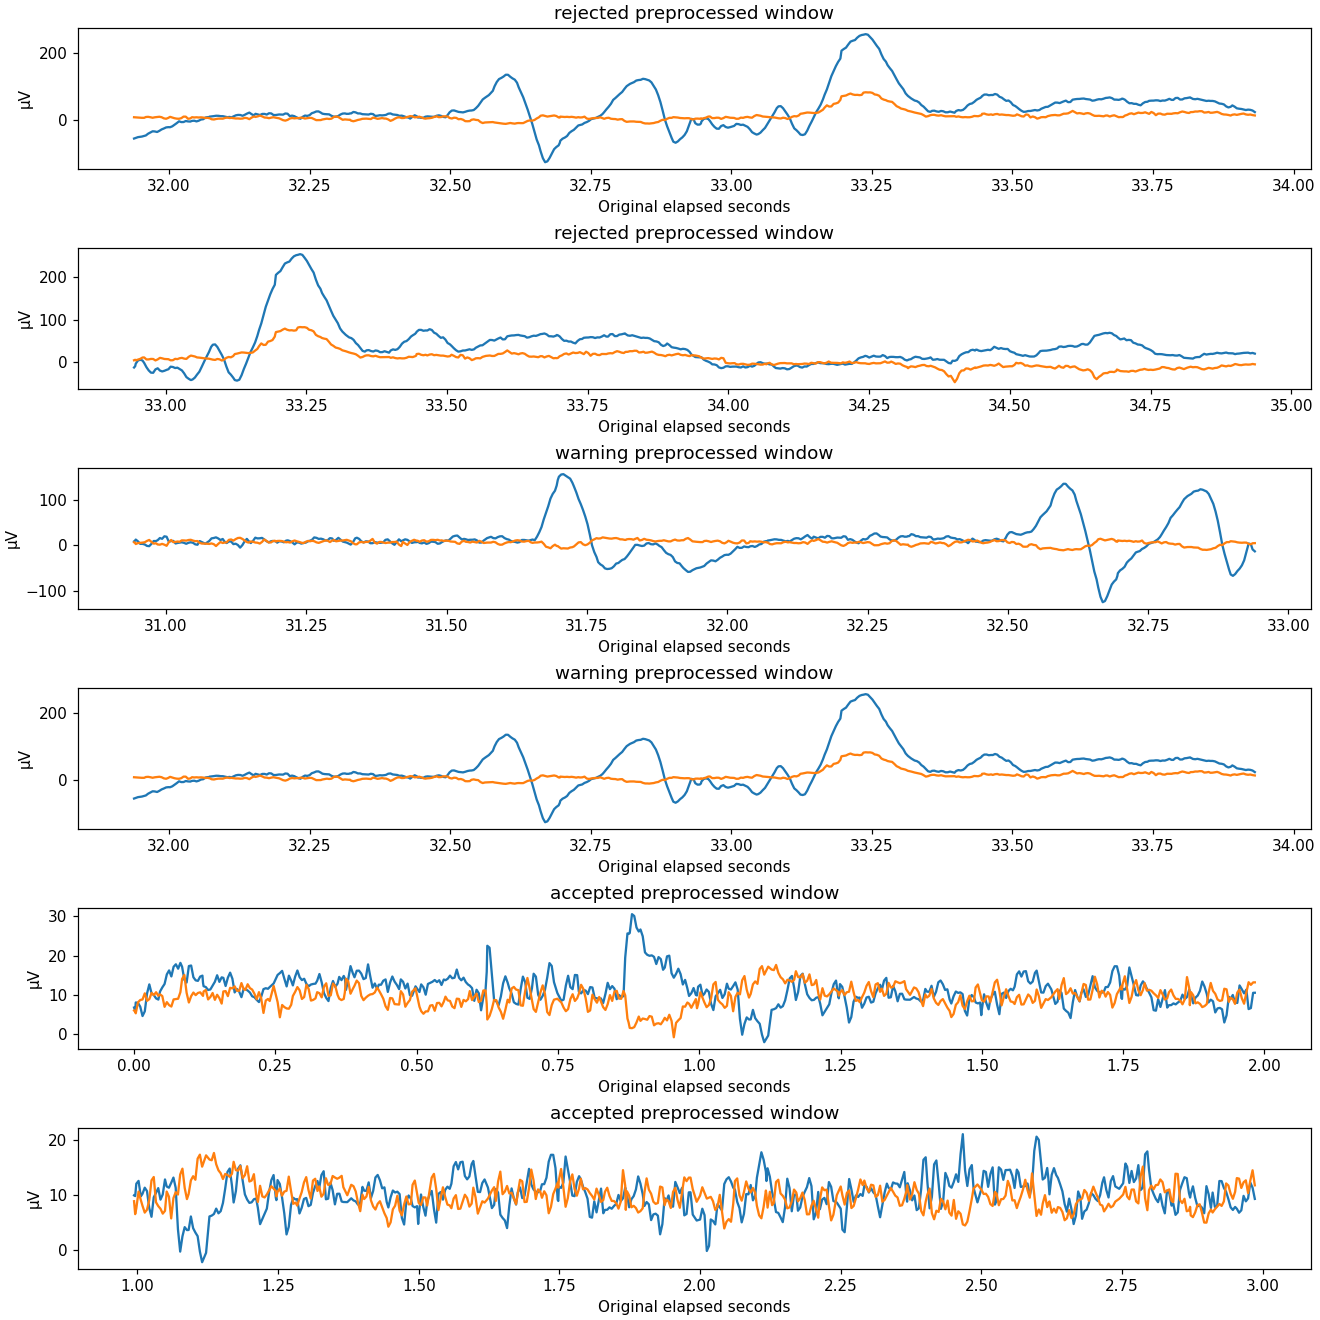 rejected preprocessed window
200
0
µV
32.00 32.25 32.50 32.75 33.00 33.25 33.50 33.75 34.00
Original elapsed seconds
rejected preprocessed window
200
100
0
µV
33.00 33.25 33.50 33.75 34.00 34.25 34.50 34.75 35.00
Original elapsed seconds
warning preprocessed window
100
0
−100
µV
31.00 31.25 31.50 31.75 32.00 32.25 32.50 32.75 33.00
Original elapsed seconds
warning preprocessed window
200
0
µV
32.00 32.25 32.50 32.75 33.00 33.25 33.50 33.75 34.00
Original elapsed seconds
accepted preprocessed window
30
20
10
0
µV
0.00 0.25 0.50 0.75 1.00 1.25 1.50 1.75 2.00
Original elapsed seconds
accepted preprocessed window
20
10
0
µV
1.00 1.25 1.50 1.75 2.00 2.25 2.50 2.75 3.00
Original elapsed seconds